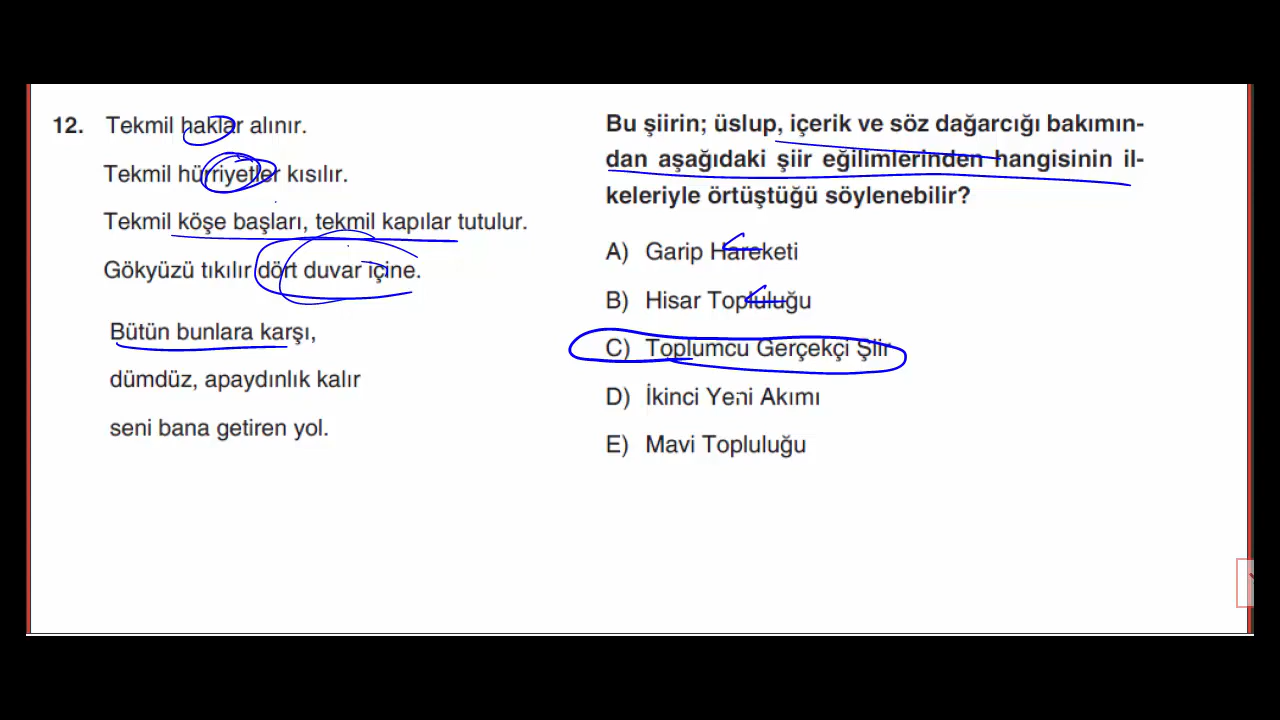 12. Tekmil haklar alınır.
Tekmil hürriyetler kısılır.
Tekmil köşe başları, tekmil kapılar tutulur.
Gökyüzü tıkılır dört duvar içine.
Bütün bunlara karşı,
dümdüz, apaydınlık kalır
seni bana getiren yol.
Bu şiirin; üslup, içerik ve söz dağarcığı bakımın-
dan aşağıdaki şiir eğilimlerinden hangisinin il-
keleriyle örtüştüğü söylenebilir?
A) Garip Hareketi
B) Hisar Topluluğu
C) Toplumcu Gerçekçi Şiir
D) İkinci Yeni Akımı
E) Mavi Topluluğu